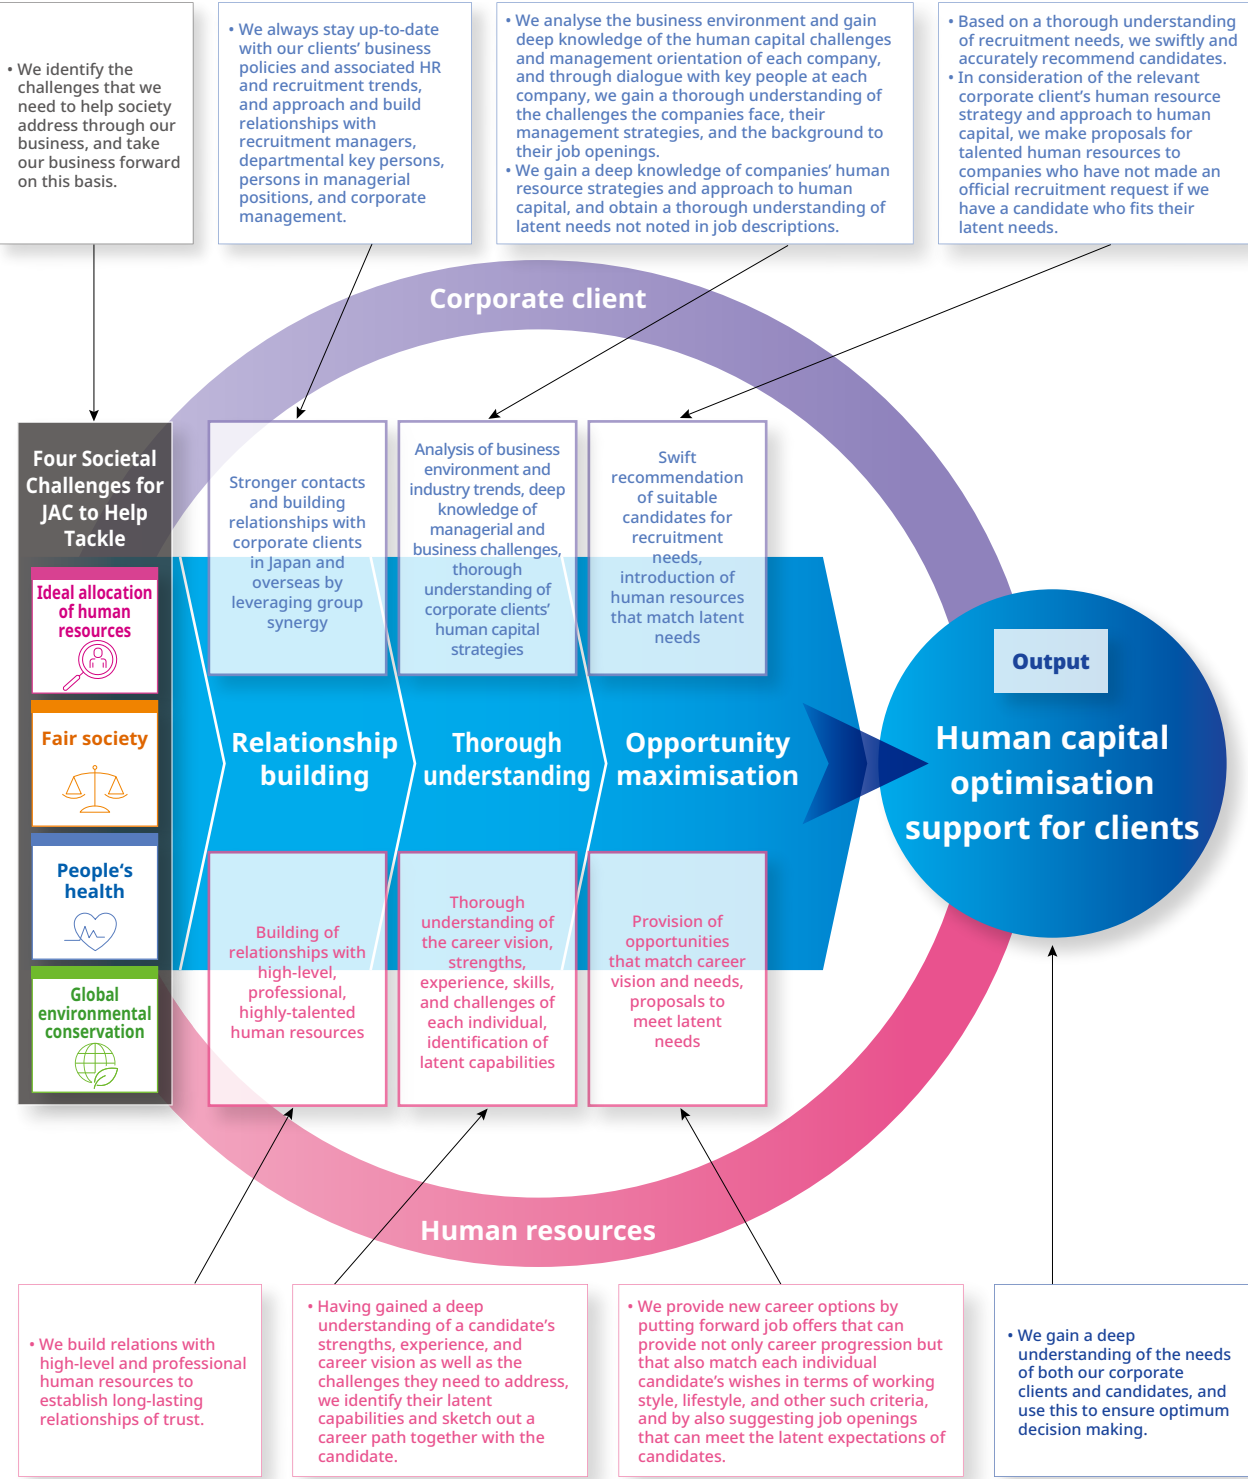 • We identify the
challenges that we
need to help society
address through our
business, and take
our business forward
on this basis.
• We always stay up-to-date
with our clients’ business
policies and associated HR
and recruitment trends,
and approach and build
relationships with
recruitment managers,
departmental key persons,
persons in managerial
positions, and corporate
management.
• We analyse the business environment and gain
deep knowledge of the human capital challenges
and management orientation of each company,
and through dialogue with key people at each
company, we gain a thorough understanding of
the challenges the companies face, their
management strategies, and the background to
their job openings.
• We gain a deep knowledge of companies’ human
resource strategies and approach to human
capital, and obtain a thorough understanding of
latent needs not noted in job descriptions.
• Based on a thorough understanding
of recruitment needs, we swiftly and
accurately recommend candidates.
• In consideration of the relevant
corporate client’s human resource
strategy and approach to human
capital, we make proposals for
talented human resources to
companies who have not made an
official recruitment request if we
have a candidate who fits their
latent needs.
Corporate client
Four Societal
Challenges for
JAC to Help
Tackle
Ideal allocation
of human
resources
Fair society
People‘s
health
Global
environmental
conservation
Stronger contacts
and building
relationships with
corporate clients
in Japan and
overseas by
leveraging group
synergy
Analysis of business
environment and
industry trends, deep
knowledge of
managerial and
business challenges,
thorough
understanding of
corporate clients’
human capital
strategies
Swift
recommendation
of suitable
candidates for
recruitment
needs,
introduction of
human resources
that match latent
needs
Relationship
building
Thorough
understanding
Opportunity
maximisation
Output
Human capital
optimisation
support for clients
Building of
relationships with
high-level,
professional,
highly-talented
human resources
Thorough
understanding of
the career vision,
strengths,
experience, skills,
and challenges of
each individual,
identification of
latent capabilities
Provision of
opportunities
that match career
vision and needs,
proposals to
meet latent
needs
Human resources
• We build relations with
high-level and professional
human resources to
establish long-lasting
relationships of trust.
• Having gained a deep
understanding of a candidate’s
strengths, experience, and
career vision as well as the
challenges they need to address,
we identify their latent
capabilities and sketch out a
career path together with the
candidate.
• We provide new career options by
putting forward job offers that can
provide not only career progression but
that also match each individual
candidate’s wishes in terms of working
style, lifestyle, and other such criteria,
and by also suggesting job openings
that can meet the latent expectations of
candidates.
• We gain a deep
understanding of the needs
of both our corporate
clients and candidates, and
use this to ensure optimum
decision making.